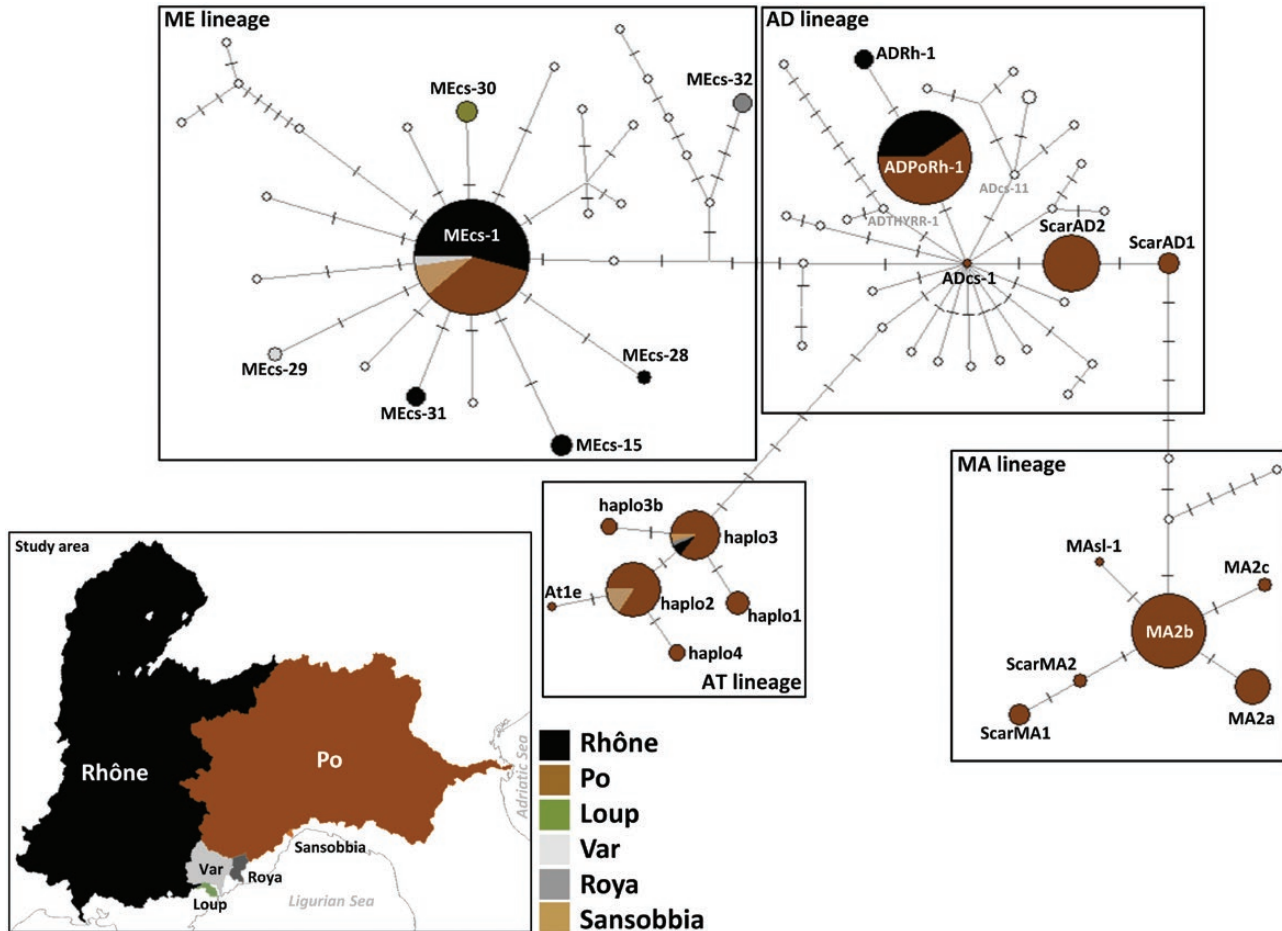 ME lineage
MEcs-30
MEcs-32
MEcs-1
MEcs-29
MEcs-31
MEcs-15
MEcs-28
AD lineage
ADRh-1
ADPoRh-1
ADcs-11
ADTHYRR-1
ScarAD2
ScarAD1
ADcs-1
haplo3b
haplo3
At1e
haplo2
haplo1
haplo4
AT lineage
MA lineage
MAsl-1
MA2c
MA2b
ScarMA2
ScarMA1
MA2a
Study area
Rhône
Po
Adriatic Sea
Sansobbia
Var
Roya
Loup
Ligurian Sea
Rhône
Po
Loup
Var
Roya
Sansobbia